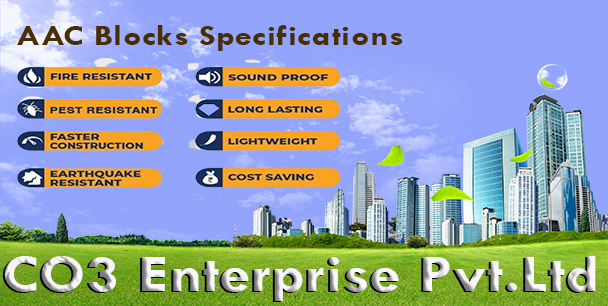 AAC Blocks Specifications
FIRE RESISTANT
SOUND PROOF
PEST RESISTANT
LONG LASTING
FASTER
CONSTRUCTION
LIGHTWEIGHT
EARTHQUAKE
RESISTANT
COST SAVING
CO3 Enterprise Pvt.Ltd